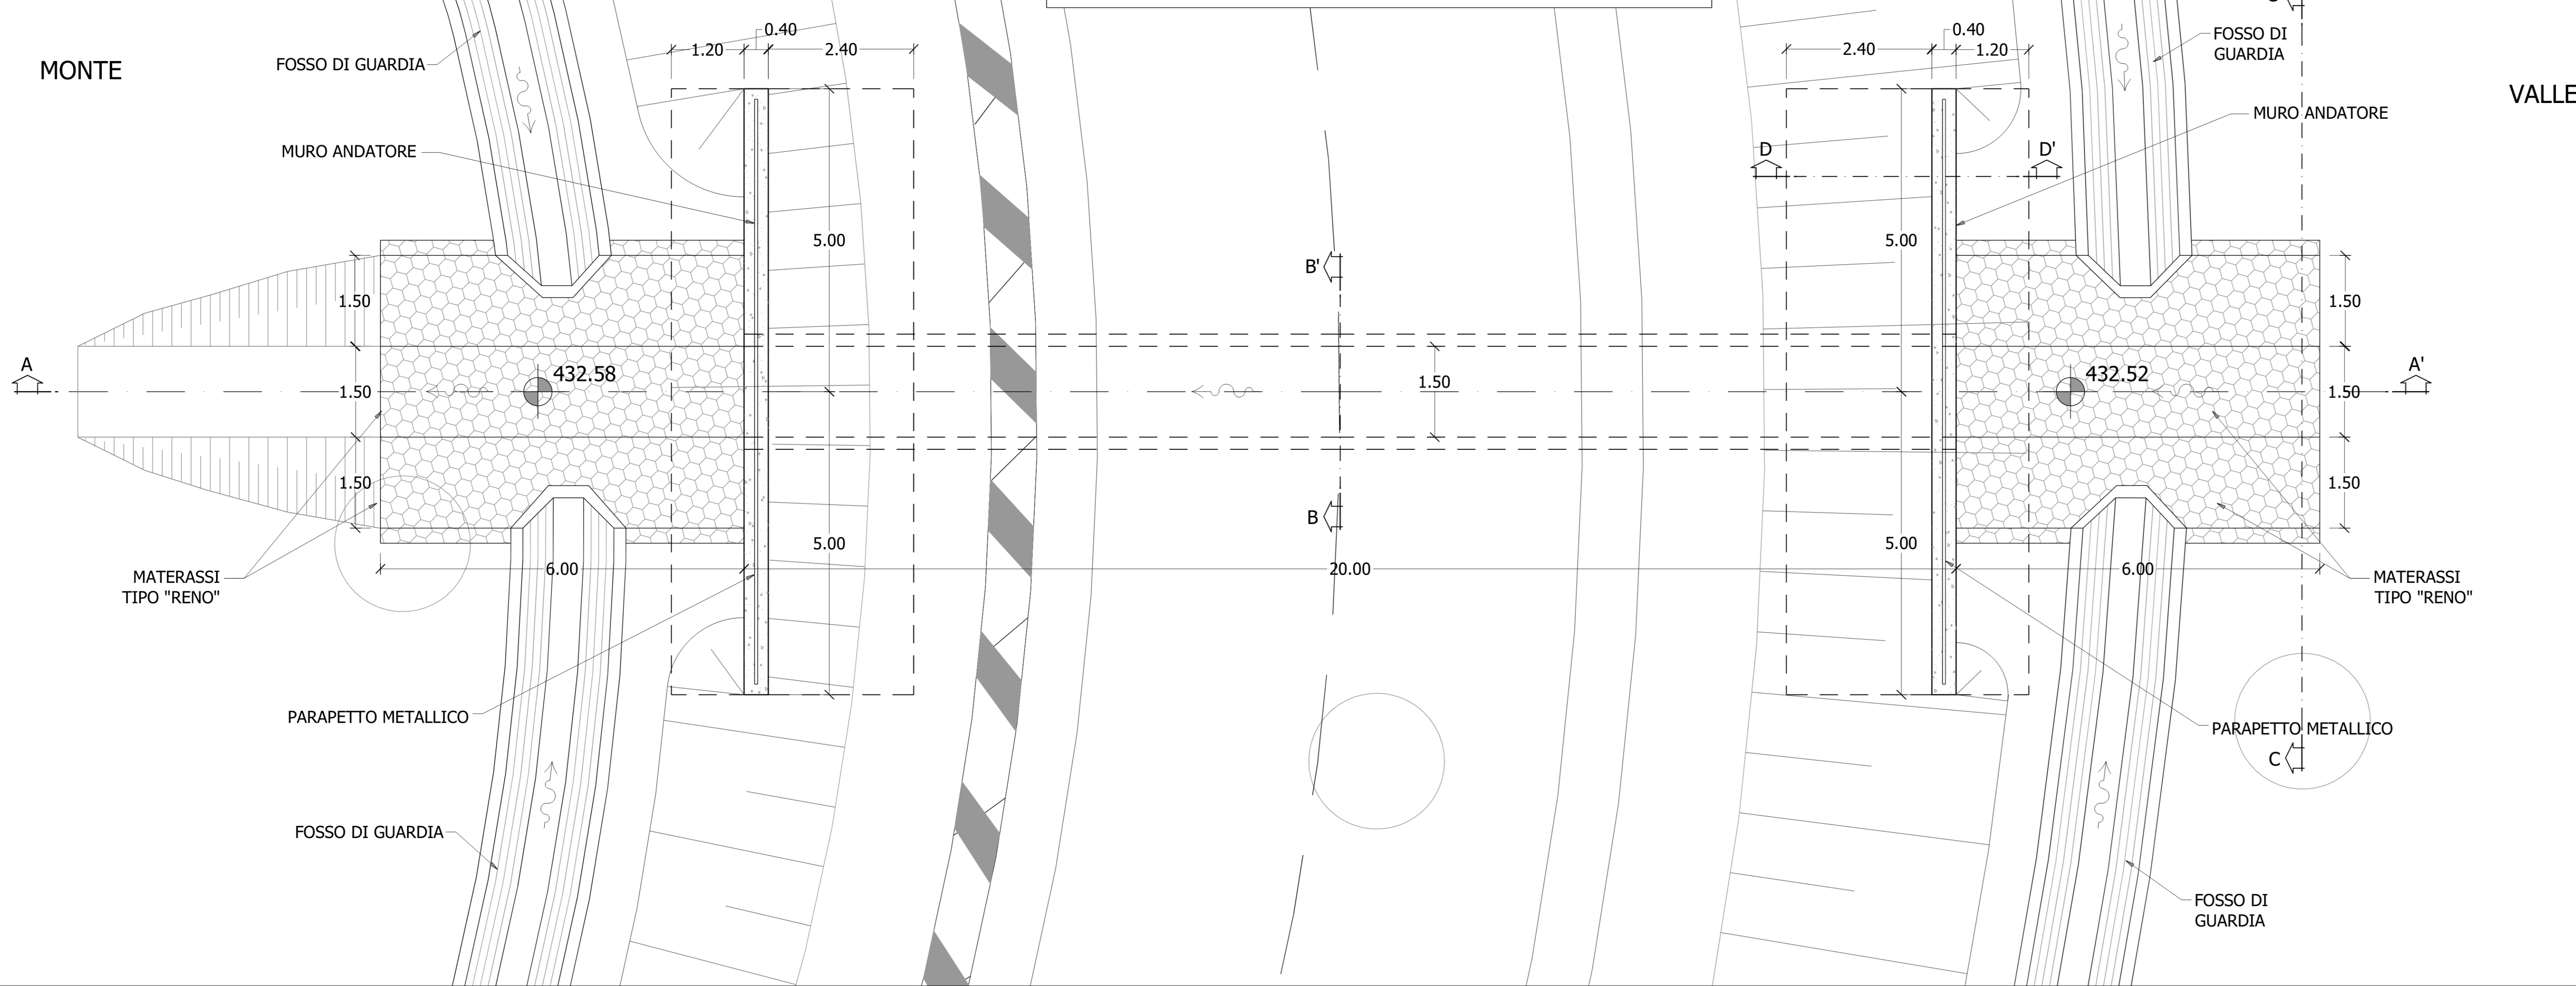 MONTE
FOSSO DI GUARDIA
1.20
0.40
2.40
MURO ANDATORE
5.00
1.50
A
1.50
432.58
1.50
MATERASSI
TIPO "RENO"
6.00
5.00
PARAPETTO METALLICO
FOSSO DI GUARDIA
B'
1.50
B
20.00
2.40
0.40
1.20
FOSSO DI
GUARDIA
VALLE
MURO ANDATORE
D
D'
5.00
1.50
432.52
1.50
A'
1.50
5.00
6.00
MATERASSI
TIPO "RENO"
PARAPETTO METALLICO
C
FOSSO DI
GUARDIA